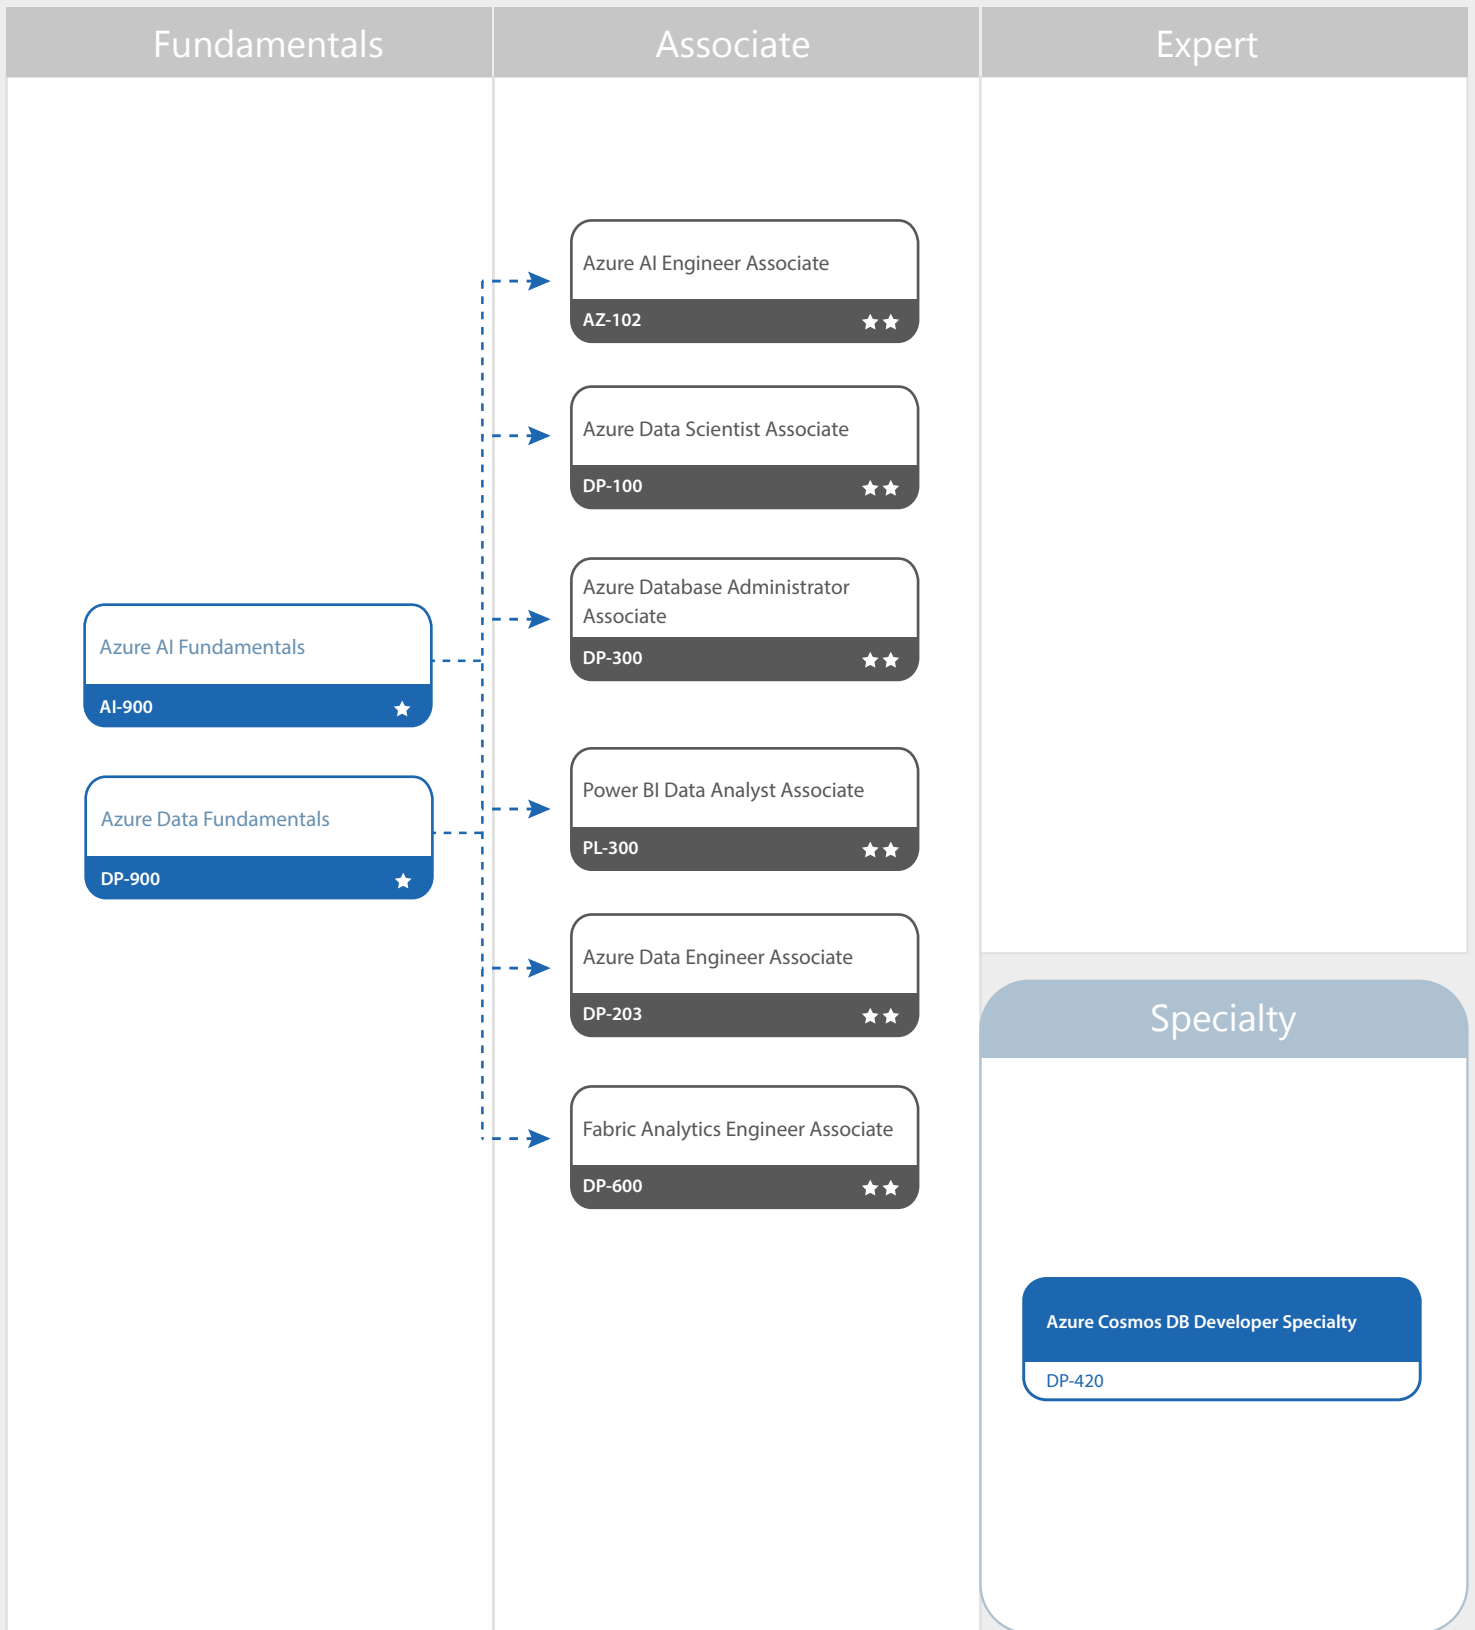 Fundamentals
Associate
Expert
Azure AI Engineer Associate
AZ-102
Azure Data Scientist Associate
DP-100
Azure Database Administrator
Associate
DP-300
Azure AI Fundamentals
AI-900
Power BI Data Analyst Associate
PL-300
Azure Data Fundamentals
DP-900
Azure Data Engineer Associate
DP-203
Specialty
Fabric Analytics Engineer Associate
DP-600
Azure Cosmos DB Developer Specialty
DP-420